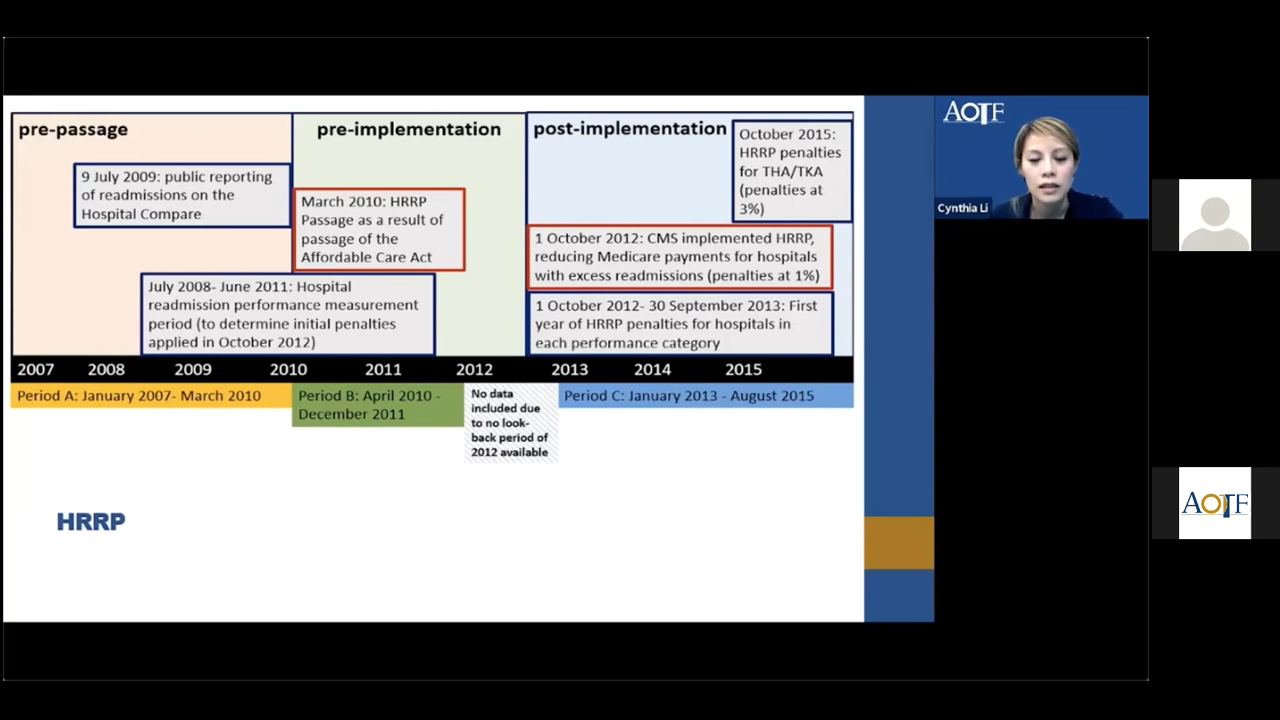 pre-passage
pre-implementation
post-implementation
October 2015:
HRRP penalties
for THA/TKA
(penalties at
3%)
9 July 2009: public reporting
of readmissions on the
Hospital Compare
March 2010: HRRP
Passage as a result of
passage of the
Affordable Care Act
1 October 2012: CMS implemented HRRP,
reducing Medicare payments for hospitals
with excess readmissions (penalties at 1%)
July 2008- June 2011: Hospital
readmission performance measurement
period (to determine initial penalties
applied in October 2012)
1 October 2012- 30 September 2013: First
year of HRRP penalties for hospitals in
each performance category
2007 2008 2009 2010 2011 2012 2013 2014 2015
Period A: January 2007- March 2010
Period B: April 2010 -
December 2011
No data
included due
to no look-
back period of
2012 available
Period C: January 2013 - August 2015
HRRP
AOTF
Cynthia Li
AOTF